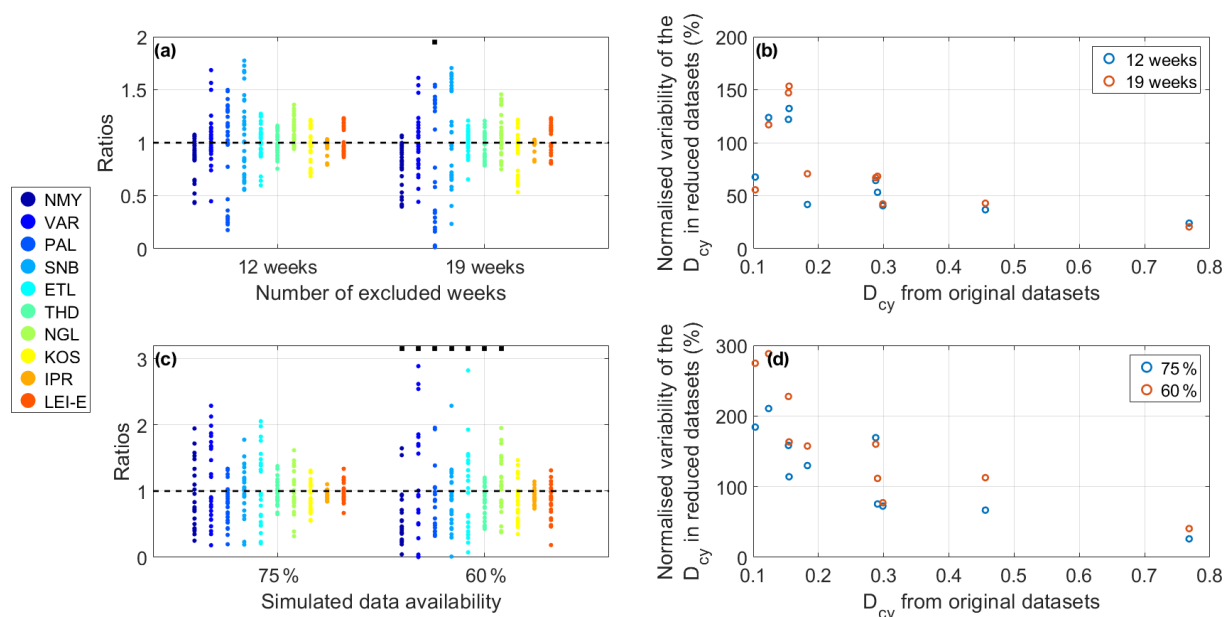 NMY
VAR
PAL
SNB
ETL
THD
NGL
KOS
IPR
LEI-E
(a)
2
1.5
1
0.5
0
Ratios
12 weeks
19 weeks
Number of excluded weeks
(b)
200
150
100
50
0
Normalised variability of the
D_cy in reduced datasets (%)
12 weeks
19 weeks
0.1 0.2 0.3 0.4 0.5 0.6 0.7 0.8
D_cy from original datasets
(c)
3
2
1
0
Ratios
75 %
60 %
Simulated data availability
(d)
300
200
100
0
Normalised variability of the
D_cy in reduced datasets (%)
75 %
60 %
0.1 0.2 0.3 0.4 0.5 0.6 0.7 0.8
D_cy from original datasets